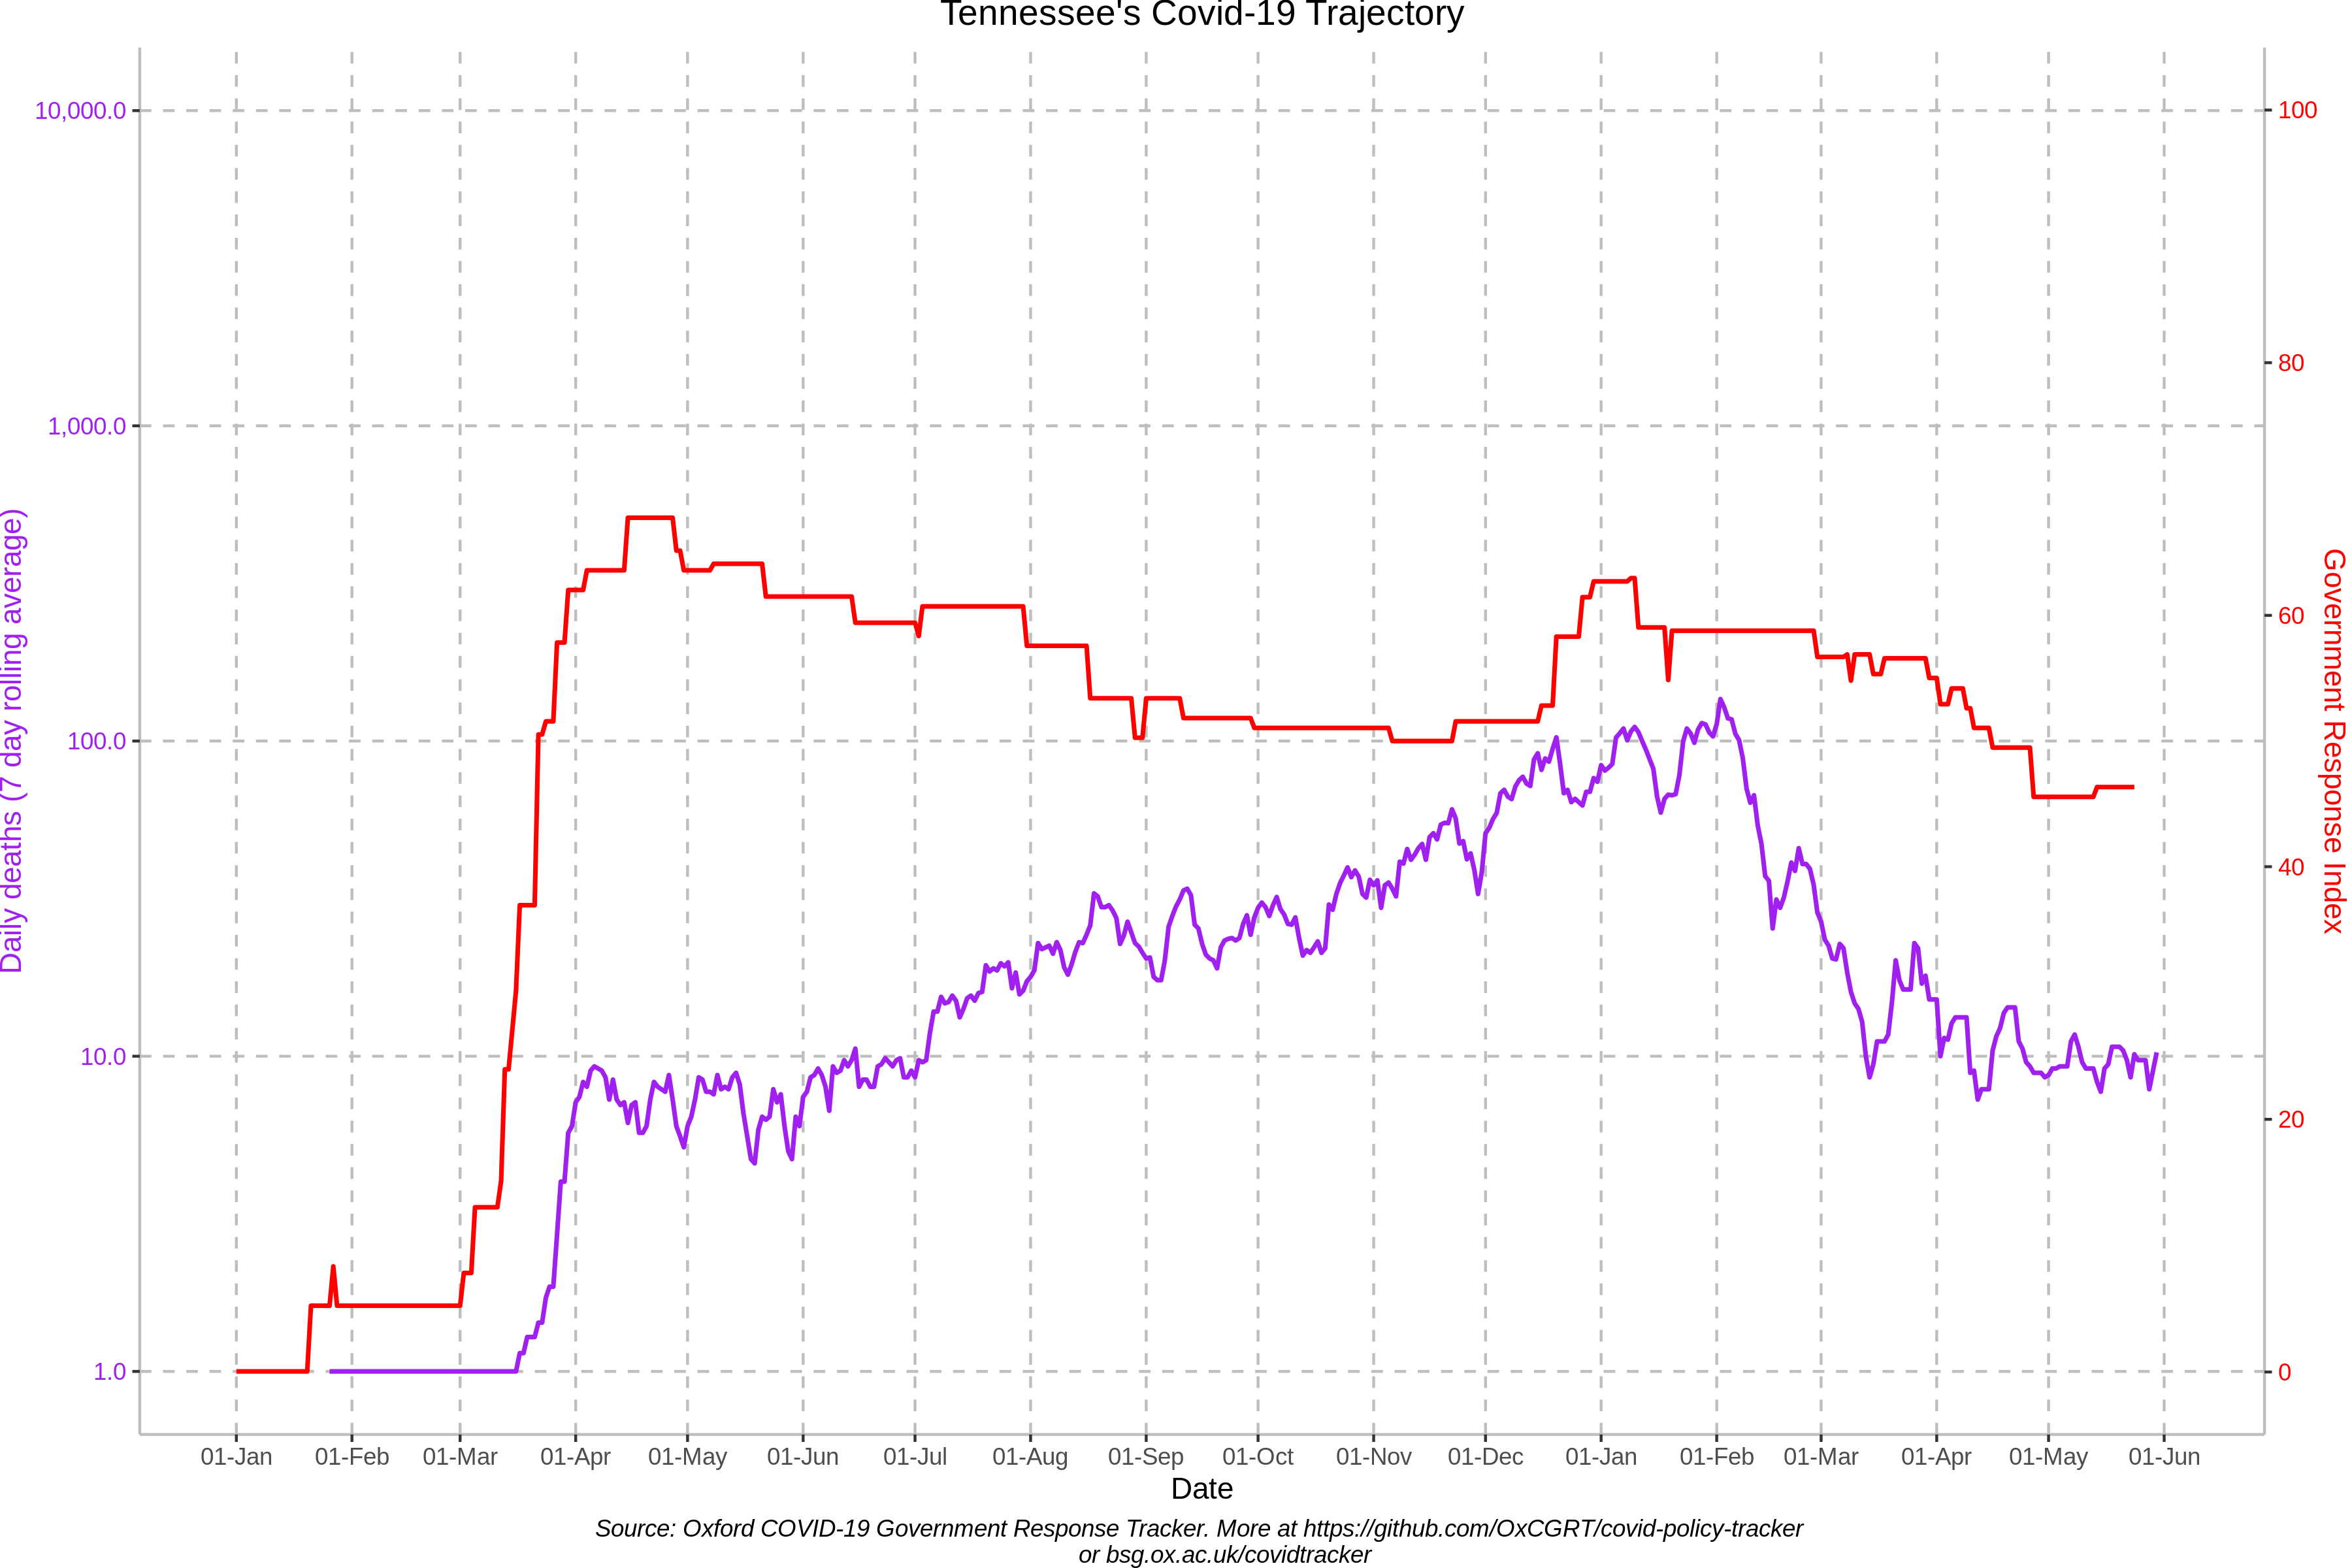 Tennessee's Covid-19 Trajectory
10,000.0
1,000.0
100.0
10.0
1.0
Daily deaths (7 day rolling average)
100
80
60
40
20
0
Government Response Index
01-Jan 01-Feb 01-Mar 01-Apr 01-May 01-Jun 01-Jul 01-Aug 01-Sep 01-Oct 01-Nov 01-Dec 01-Jan 01-Feb 01-Mar 01-Apr 01-May 01-Jun
Date
Source: Oxford COVID-19 Government Response Tracker. More at https://github.com/OxCGRT/covid-policy-tracker
or bsg.ox.ac.uk/covidtracker